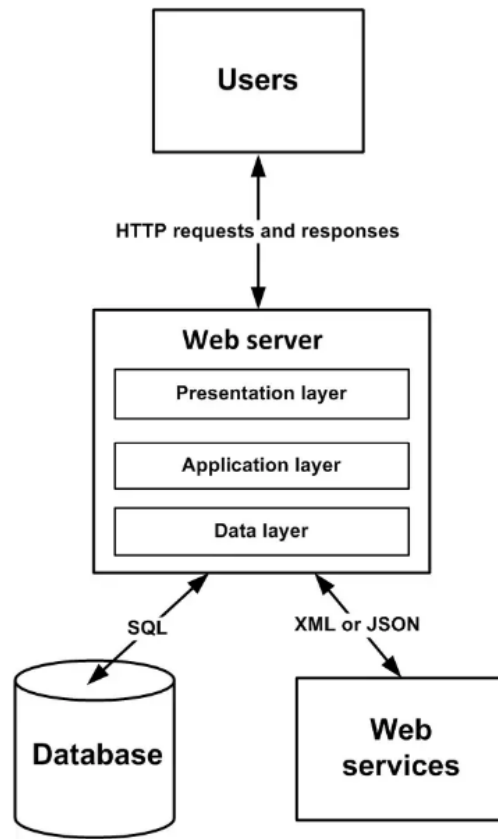 Users
HTTP requests and responses
Web server
Presentation layer
Application layer
Data layer
SQL
XML or JSON
Database
Web
services